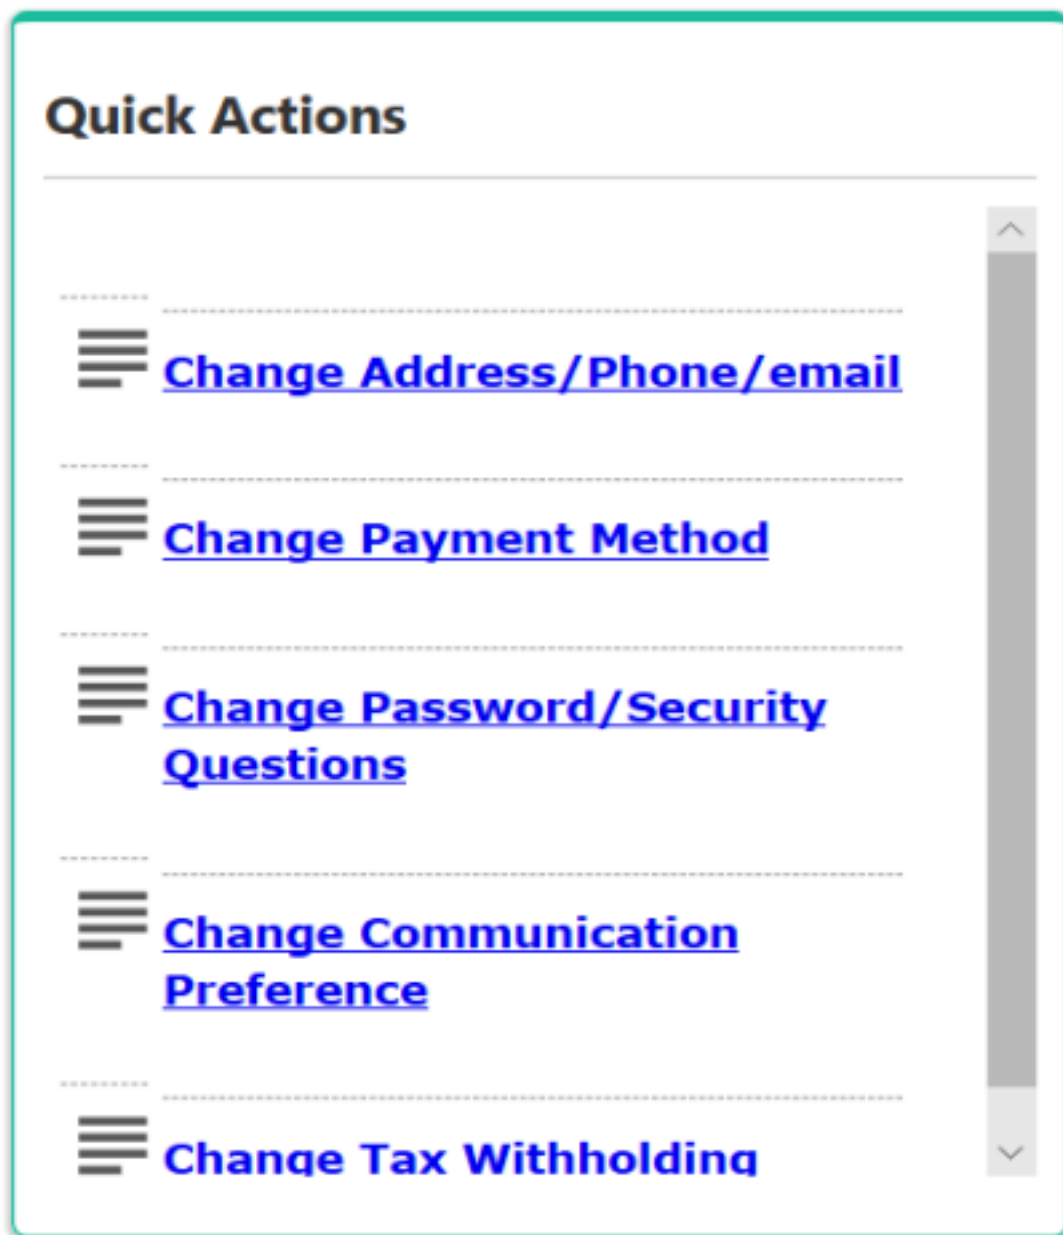 Quick Actions
Change Address/Phone/email
Change Payment Method
Change Password/Security
Questions
Change Communication
Preference
Change Tax Withholding